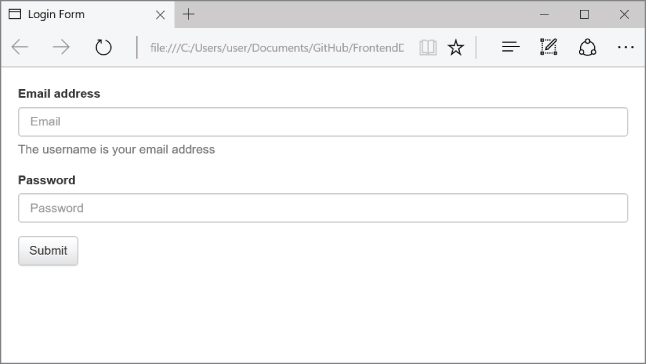 Login Form
file:///C:/Users/user/Documents/GitHub/FrontendD
Email address
Email
The username is your email address
Password
Password
Submit